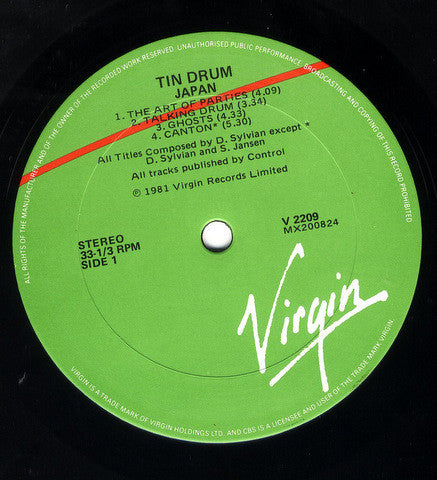 ALL RIGHTS OF THE MANUFACTURER AND OF THE OWNER OF THE RECORDED WORK RESERVED. UNAUTHORISED PUBLIC PERFORMANCE, BROADCASTING AND COPYING OF THIS RECORD PROHIBITED
TIN DRUM
JAPAN
1. THE ART OF PARTIES (4.09)
2. TALKING DRUM (3.34)
3. GHOSTS (4.33)
4. CANTON* (5.30)
All Titles Composed by D. Sylvian except *
D. Sylvian and S. Jansen
All tracks published by Control
℗ 1981 Virgin Records Limited
STEREO
33-1/3 RPM
SIDE 1
V 2209
MX200824
Virgin
VIRGIN IS A TRADE MARK OF VIRGIN HOLDINGS LTD. AND CBS IS A LICENSEE AND USER OF THE TRADE MARK VIRGIN.